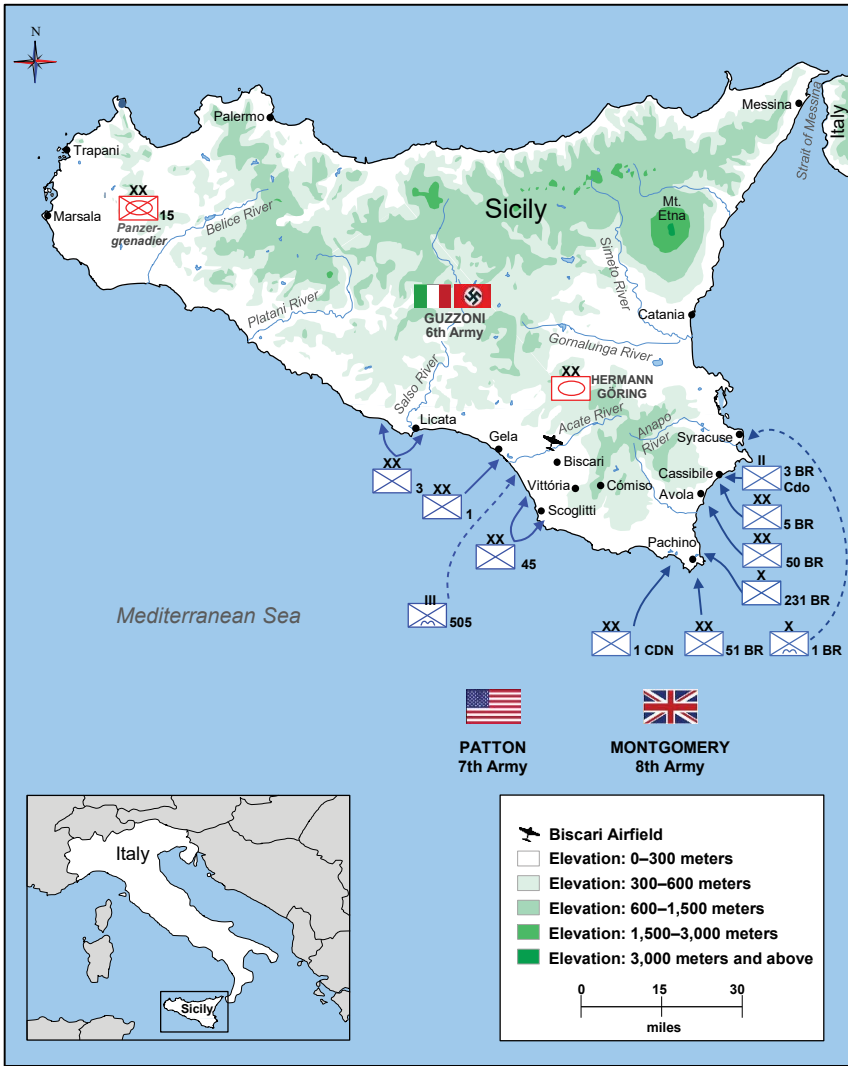 N
Palermo
Messina
Strait of Messina
Italy
Trapani
XX
15
Panzer-
grenadier
Marsala
Belice River
Sicily
Mt.
Etna
Simeto River
Platani River
GUZZONI
6th Army
Catania
Gornalunga River
Salso River
XX
HERMANN
GÖRING
Licata
Acate River
Anapo
River
Syracuse
Gela
Biscari
Cassibile
II
3 BR
Cdo
XX
3
Vittória
Cómiso
Avola
XX
1
XX
5 BR
Scoglitti
XX
45
Pachino
XX
50 BR
X
231 BR
III
505
Mediterranean Sea
XX
1 CDN
XX
51 BR
X
1 BR
PATTON
7th Army
MONTGOMERY
8th Army
Italy
Sicily
Biscari Airfield
Elevation: 0–300 meters
Elevation: 300–600 meters
Elevation: 600–1,500 meters
Elevation: 1,500–3,000 meters
Elevation: 3,000 meters and above
0 15 30
miles